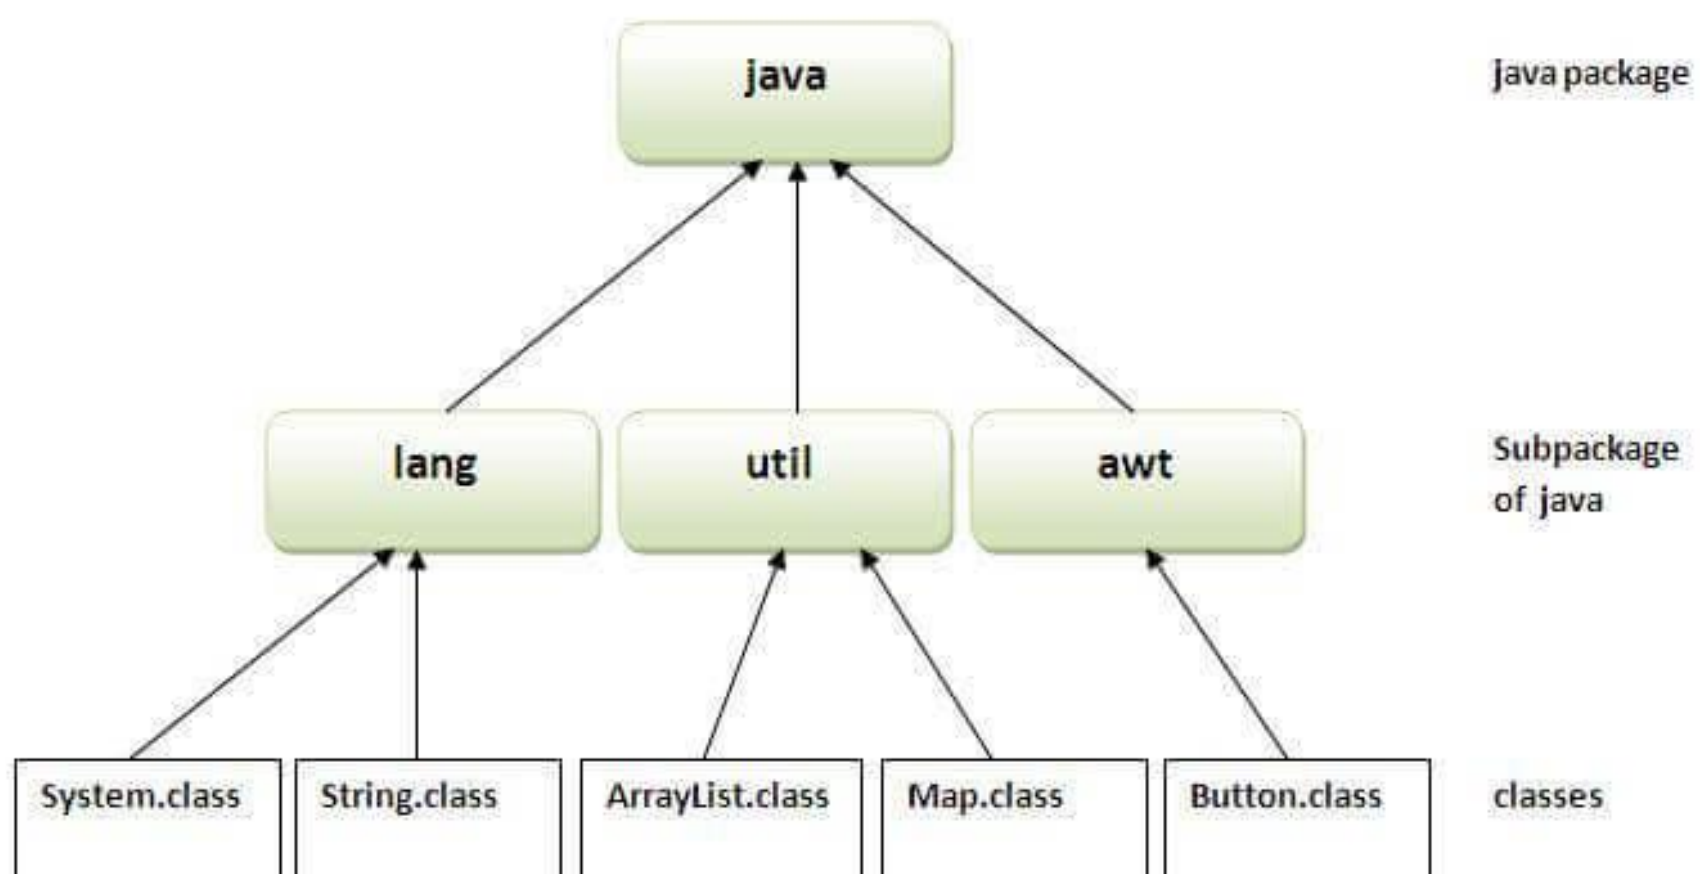 java
java package
lang
util
awt
Subpackage
of java
System.class
String.class
ArrayList.class
Map.class
Button.class
classes